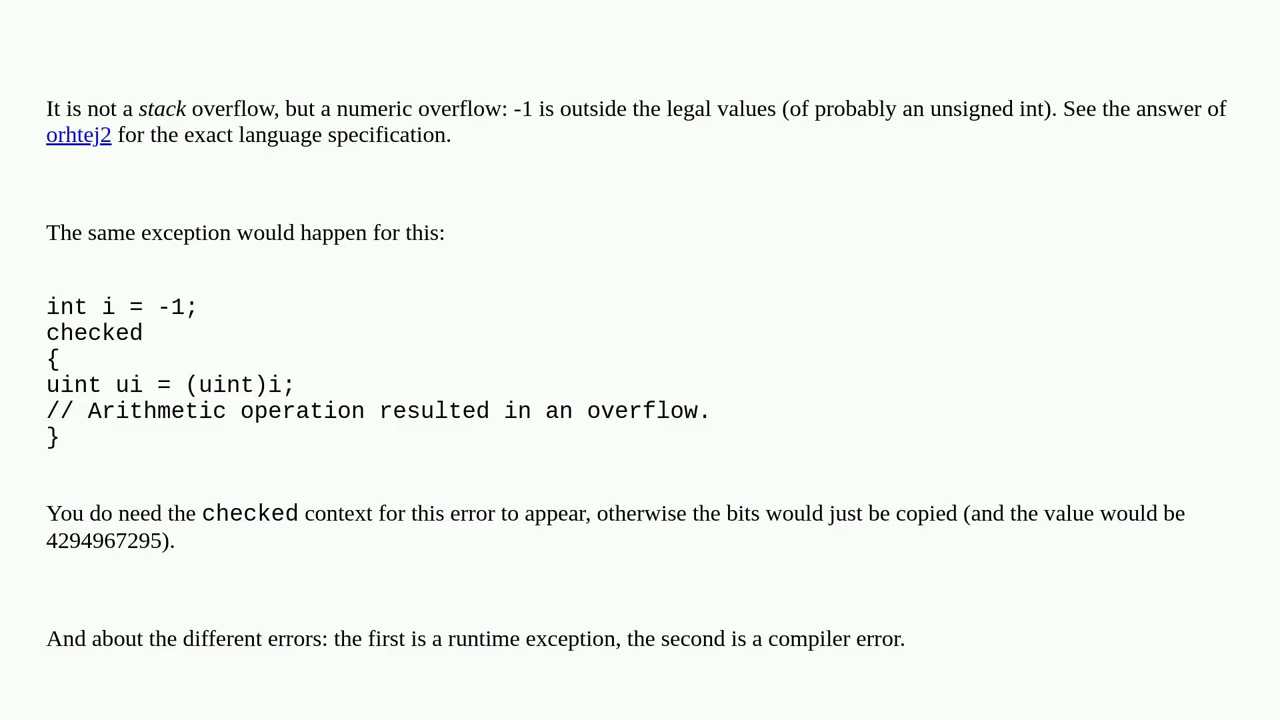 It is not a stack overflow, but a numeric overflow: -1 is outside the legal values (of probably an unsigned int). See the answer of
orhtej2 for the exact language specification.
The same exception would happen for this:
int i = -1;
checked
{
uint ui = (uint)i;
// Arithmetic operation resulted in an overflow.
}
You do need the checked context for this error to appear, otherwise the bits would just be copied (and the value would be
4294967295).
And about the different errors: the first is a runtime exception, the second is a compiler error.